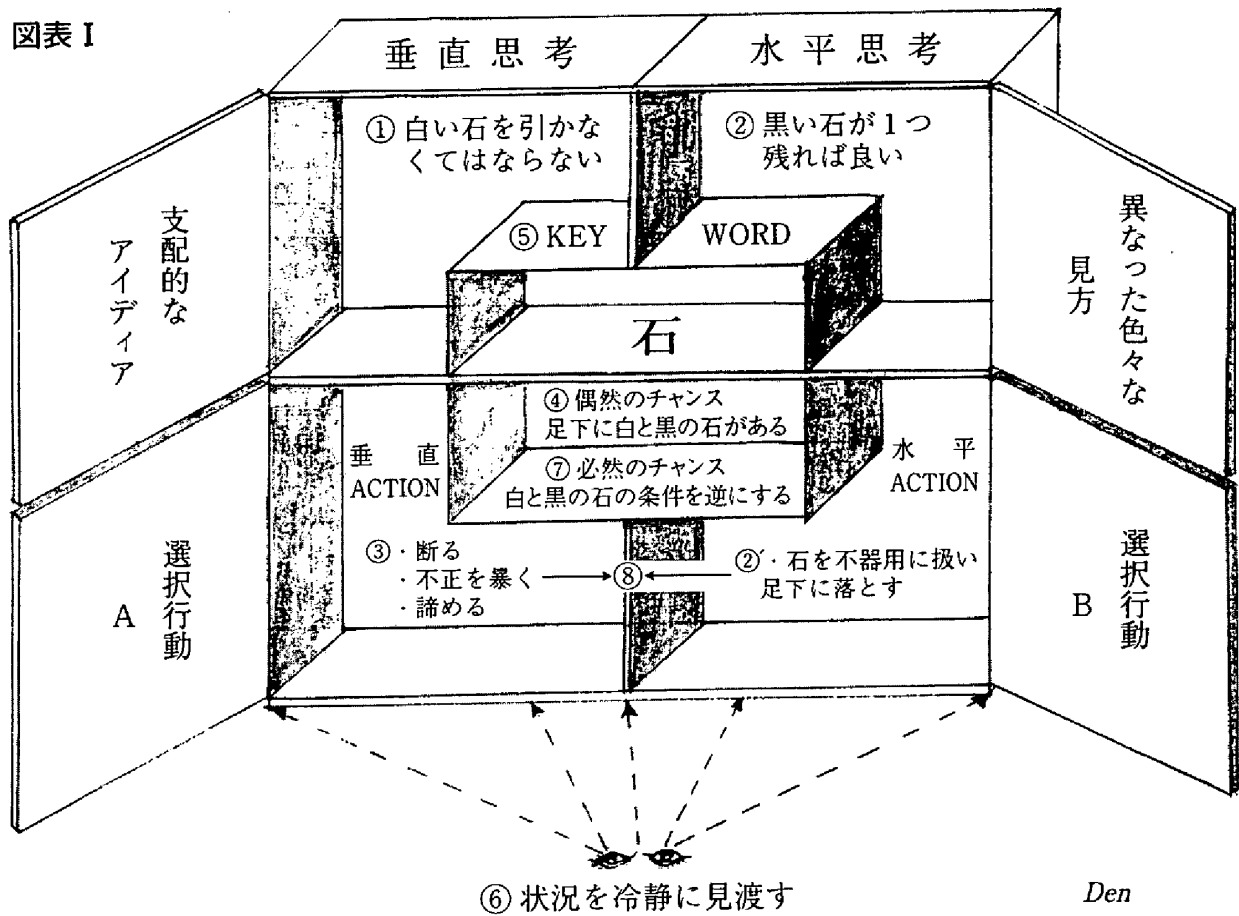 図表 I
垂直思考
水平思考
① 白い石を引かな
くてはならない
② 黒い石が1つ
残れば良い
支配的な
アイディア
異なった色々な
見方
⑤ KEY
WORD
石
④ 偶然のチャンス
足下に白と黒の石がある
⑦ 必然のチャンス
白と黒の石の条件を逆にする
垂直
ACTION
水平
ACTION
③・断る
・不正を暴く
・諦める
⑧
②′・石を不器用に扱い
足下に落とす
選択行動
A
選択行動
B
⑥ 状況を冷静に見渡す
Den